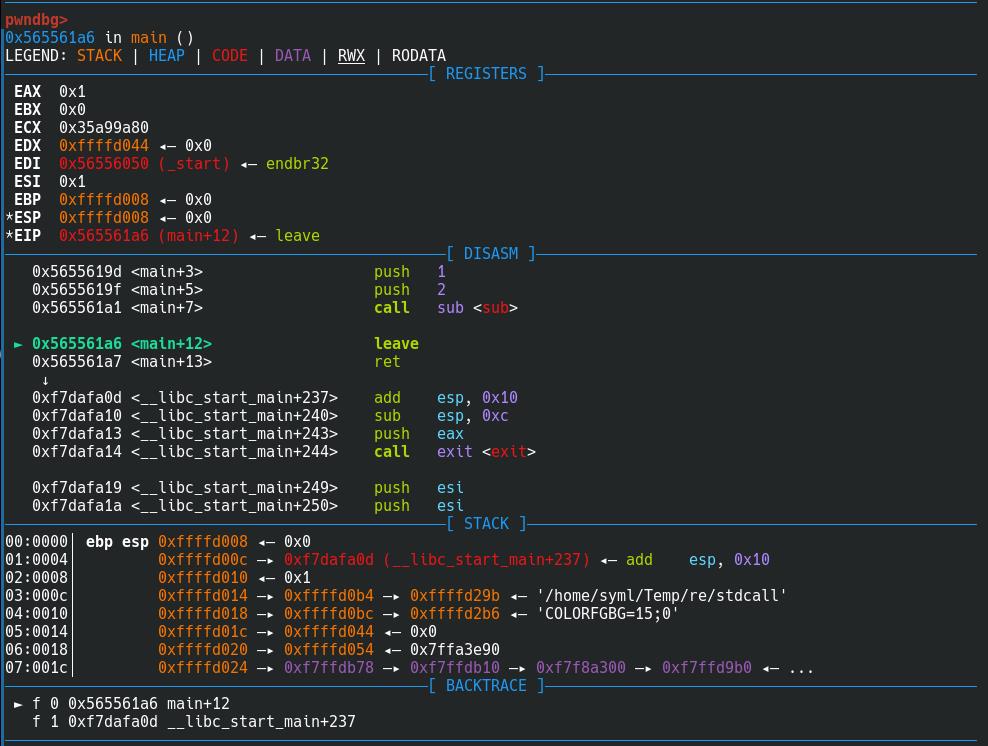 pwndbg>
0x565561a6 in main ()
LEGEND: STACK | HEAP | CODE | DATA | RWX | RODATA
[ REGISTERS ]
EAX 0x1
EBX 0x0
ECX 0x35a99a80
EDX 0xffffd044 ◂— 0x0
EDI 0x56556050 (_start) ◂— endbr32
ESI 0x1
EBP 0xffffd008 ◂— 0x0
*ESP 0xffffd008 ◂— 0x0
*EIP 0x565561a6 (main+12) ◂— leave
[ DISASM ]
0x5655619d <main+3> push 1
0x5655619f <main+5> push 2
0x565561a1 <main+7> call sub <sub>
► 0x565561a6 <main+12> leave
0x565561a7 <main+13> ret
↓
0xf7dafa0d <__libc_start_main+237> add esp, 0x10
0xf7dafa10 <__libc_start_main+240> sub esp, 0xc
0xf7dafa13 <__libc_start_main+243> push eax
0xf7dafa14 <__libc_start_main+244> call exit <exit>
0xf7dafa19 <__libc_start_main+249> push esi
0xf7dafa1a <__libc_start_main+250> push esi
[ STACK ]
00:0000│ ebp esp 0xffffd008 ◂— 0x0
01:0004│ 0xffffd00c —▸ 0xf7dafa0d (__libc_start_main+237) ◂— add esp, 0x10
02:0008│ 0xffffd010 ◂— 0x1
03:000c│ 0xffffd014 —▸ 0xffffd0b4 —▸ 0xffffd29b ◂— '/home/syml/Temp/re/stdcall'
04:0010│ 0xffffd018 —▸ 0xffffd0bc —▸ 0xffffd2b6 ◂— 'COLORFGBG=15;0'
05:0014│ 0xffffd01c —▸ 0xffffd044 ◂— 0x0
06:0018│ 0xffffd020 —▸ 0xffffd054 ◂— 0x7ffa3e90
07:001c│ 0xffffd024 —▸ 0xf7ffdb78 —▸ 0xf7ffdb10 —▸ 0xf7f8a300 —▸ 0xf7ffd9b0 ◂— ...
[ BACKTRACE ]
► f 0 0x565561a6 main+12
f 1 0xf7dafa0d __libc_start_main+237